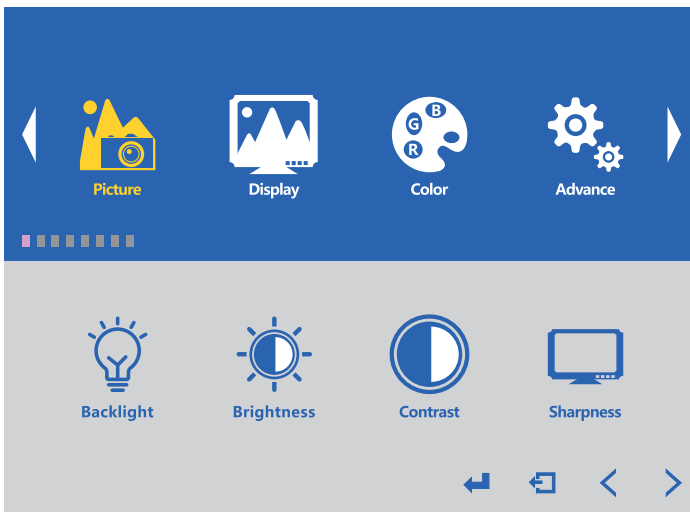 B
G
R
Picture Display Color Advance
Backlight Brightness Contrast Sharpness